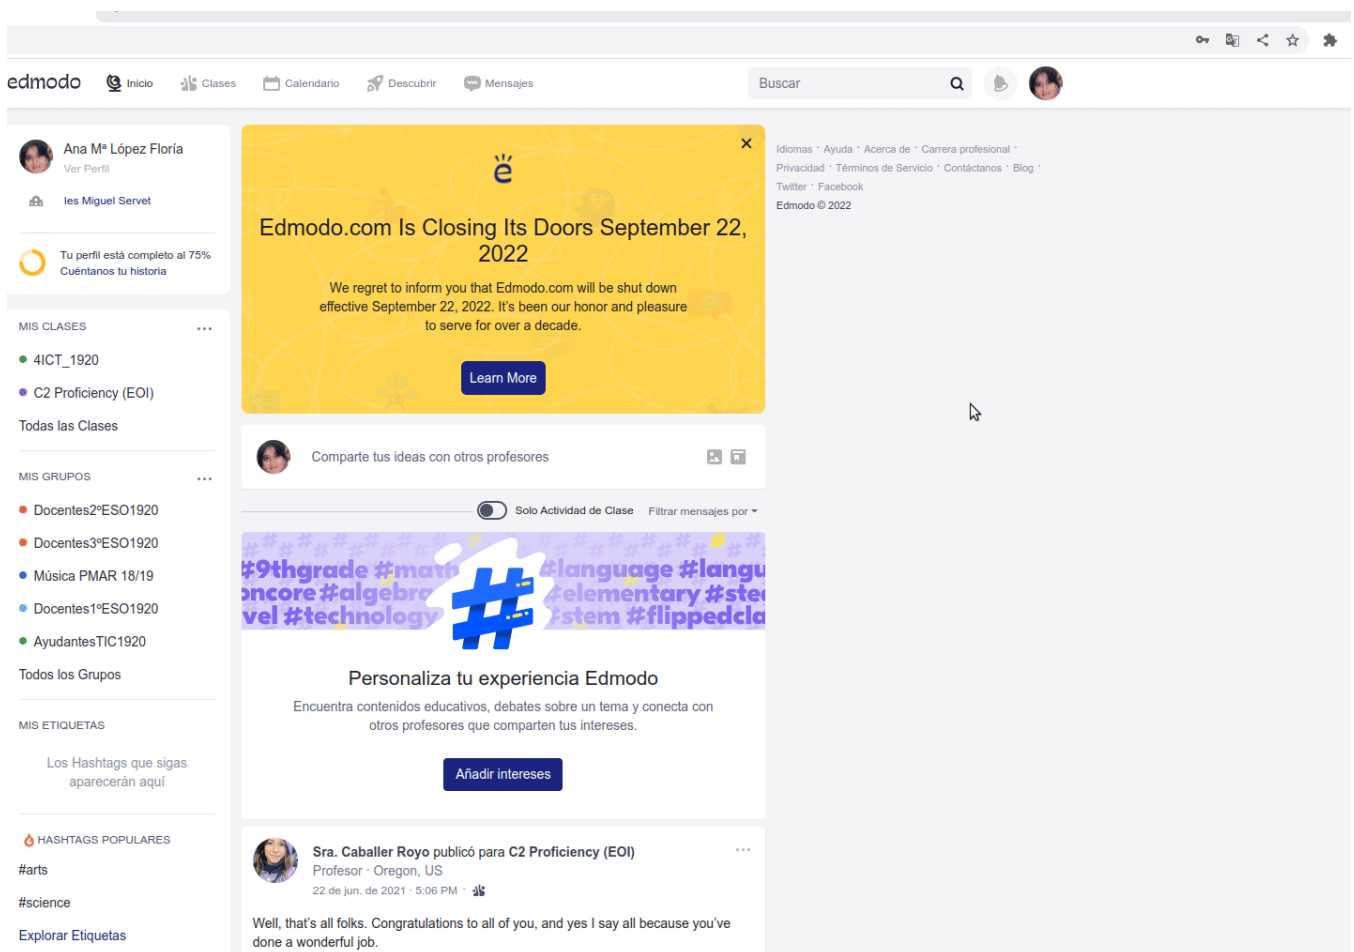 edmodo
Inicio
Clases
Calendario
Descubrir
Mensajes
Buscar
Ana Mª López Floría
Ver Perfil
Ies Miguel Servet
Tu perfil está completo al 75%
Cuéntanos tu historia
MIS CLASES
4ICT_1920
C2 Proficiency (EOI)
Todas las Clases
MIS GRUPOS
Docentes2ºESO1920
Docentes3ºESO1920
Música PMAR 18/19
Docentes1ºESO1920
AyudantesTIC1920
Todos los Grupos
MIS ETIQUETAS
Los Hashtags que sigas
aparecerán aquí
HASHTAGS POPULARES
#arts
#science
Explorar Etiquetas
ë
Edmodo.com Is Closing Its Doors September 22,
2022
We regret to inform you that Edmodo.com will be shut down
effective September 22, 2022. It's been our honor and pleasure
to serve for over a decade.
Learn More
Comparte tus ideas con otros profesores
Solo Actividad de Clase
Filtrar mensajes por
#9thgrade #math #language #langu
oncore #algebra #elementary #stee
vel #technology #stem #flippedcla
Personaliza tu experiencia Edmodo
Encuentra contenidos educativos, debates sobre un tema y conecta con
otros profesores que comparten tus intereses.
Añadir intereses
Sra. Caballer Royo publicó para C2 Proficiency (EOI)
Profesor · Oregon, US
22 de jun. de 2021 · 5:06 PM ·
Well, that's all folks. Congratulations to all of you, and yes I say all because you've
done a wonderful job.
Idiomas · Ayuda · Acerca de · Carrera profesional ·
Privacidad · Términos de Servicio · Contáctanos · Blog ·
Twitter · Facebook
Edmodo © 2022